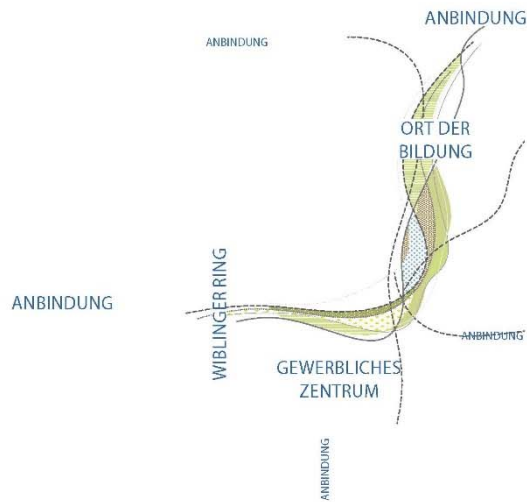 ANBINDUNG
ANBINDUNG
ORT DER
BILDUNG
ANBINDUNG
WIBLINGER RING
ANBINDUNG
GEWERBLICHES
ZENTRUM
ANBINDUNG